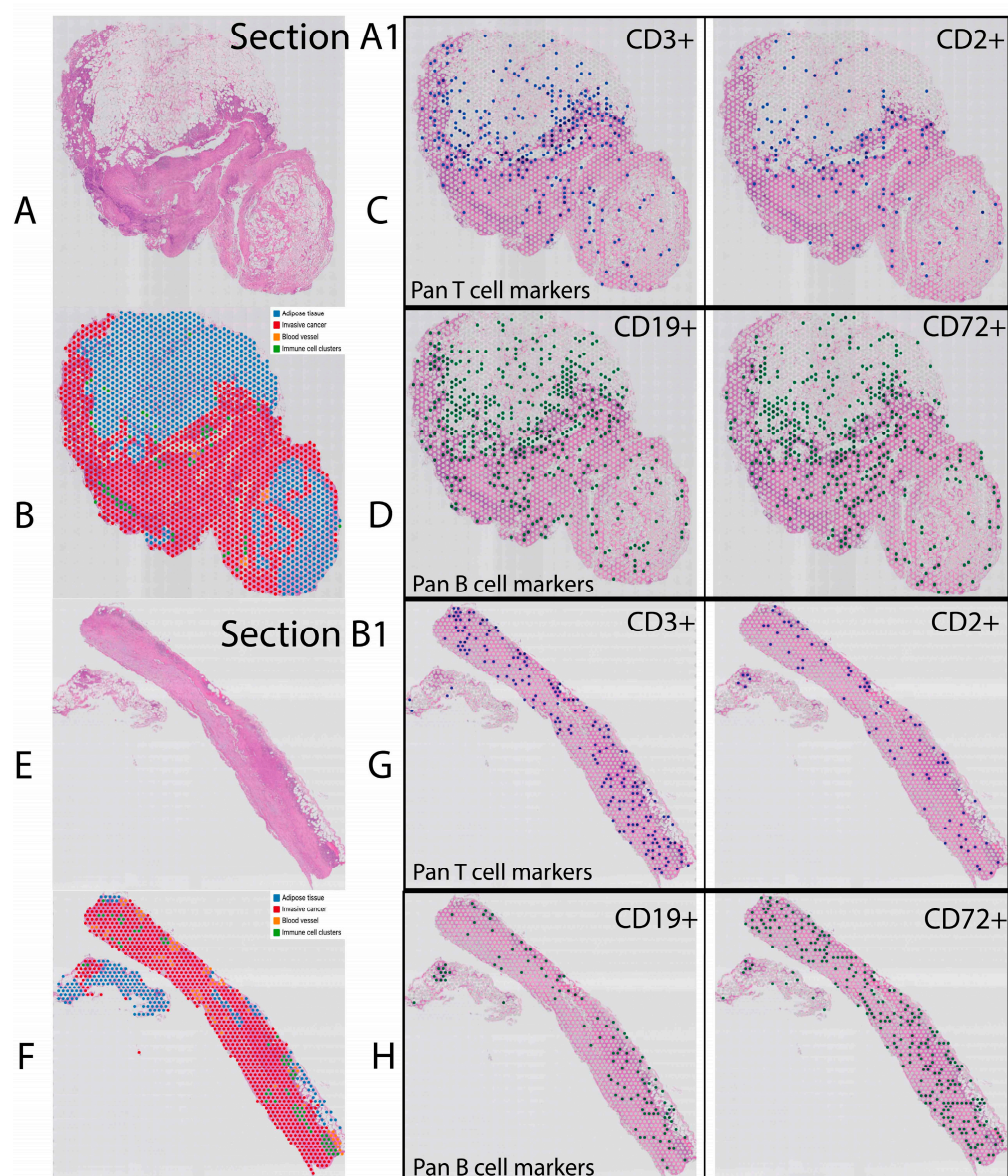 Section A1
CD3+
CD2+
A
C
Pan T cell markers
Adipose tissue
Invasive cancer
Blood vessel
Immune cell clusters
CD19+
CD72+
B
D
Pan B cell markers
Section B1
CD3+
CD2+
E
G
Pan T cell markers
Adipose tissue
Invasive cancer
Blood vessel
Immune cell clusters
CD19+
CD72+
F
H
Pan B cell markers